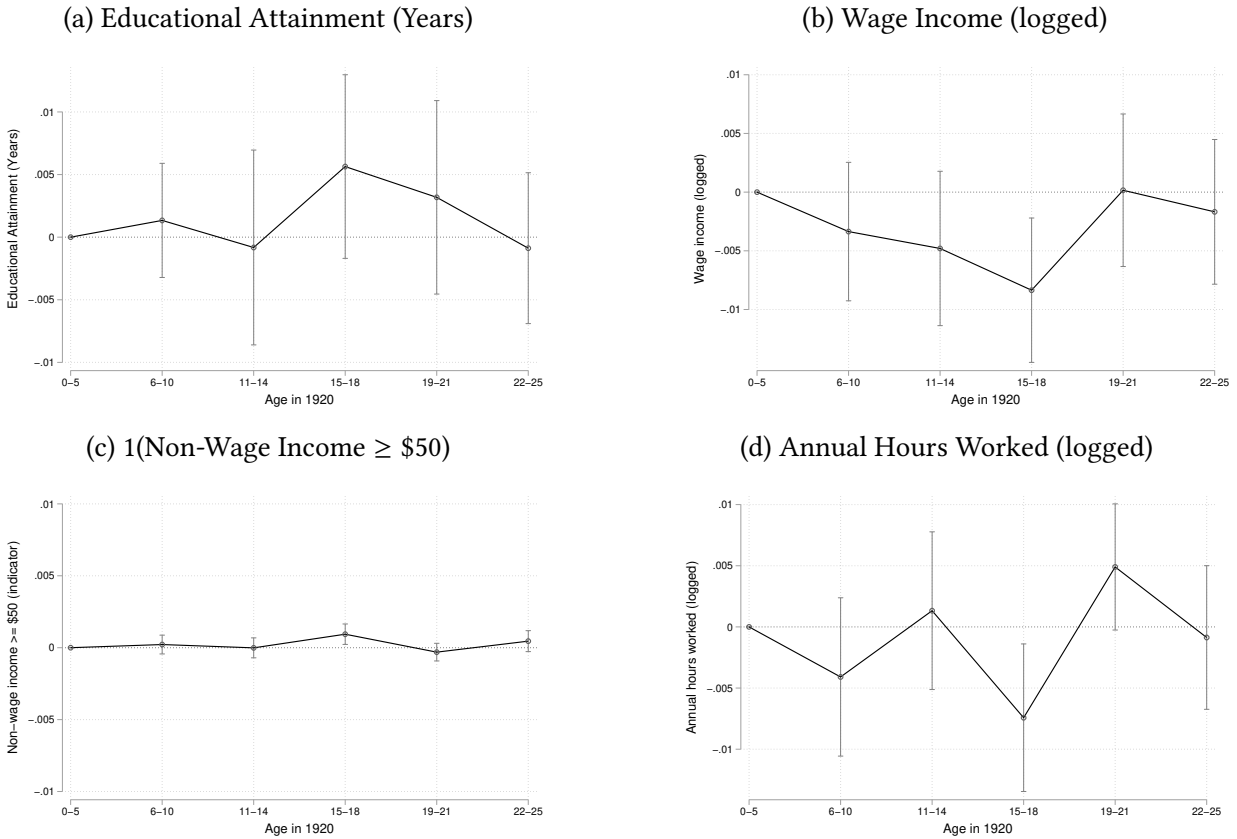 (a) Educational Attainment (Years)
Educational Attainment (Years)
.01
.005
0
−.005
−.01
0−5 6−10 11−14 15−18 19−21 22−25
Age in 1920
(b) Wage Income (logged)
Wage income (logged)
.01
.005
0
−.005
−.01
0−5 6−10 11−14 15−18 19−21 22−25
Age in 1920
(c) 1(Non-Wage Income ≥ $50)
Non−wage income >= $50 (indicator)
.01
.005
0
−.005
−.01
0−5 6−10 11−14 15−18 19−21 22−25
Age in 1920
(d) Annual Hours Worked (logged)
Annual hours worked (logged)
.01
.005
0
−.005
−.01
0−5 6−10 11−14 15−18 19−21 22−25
Age in 1920